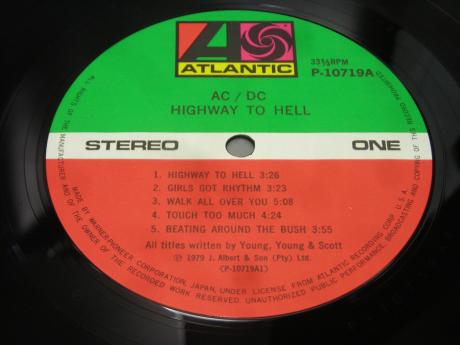 ATLANTIC
33⅓RPM
P-10719A
AC / DC
HIGHWAY TO HELL
STEREO
ONE
1. HIGHWAY TO HELL 3:26
2. GIRLS GOT RHYTHM 3:23
3. WALK ALL OVER YOU 5:08
4. TOUCH TOO MUCH 4:24
5. BEATING AROUND THE BUSH 3:55
All titles written by Young, Young & Scott
Ⓟ 1979 J. Albert & Son (Pty) Ltd.
(P-10719A1)
MADE BY WARNER-PIONEER CORPORATION, JAPAN, UNDER LICENSE FROM ATLANTIC RECORDING CORP. U.S.A.
ALL RIGHTS OF THE MANUFACTURER AND OF THE OWNER OF THE RECORDED WORK RESERVED. UNAUTHORIZED PUBLIC PERFORMANCE, BROADCASTING AND COPYING OF THIS RECORD PROHIBITED